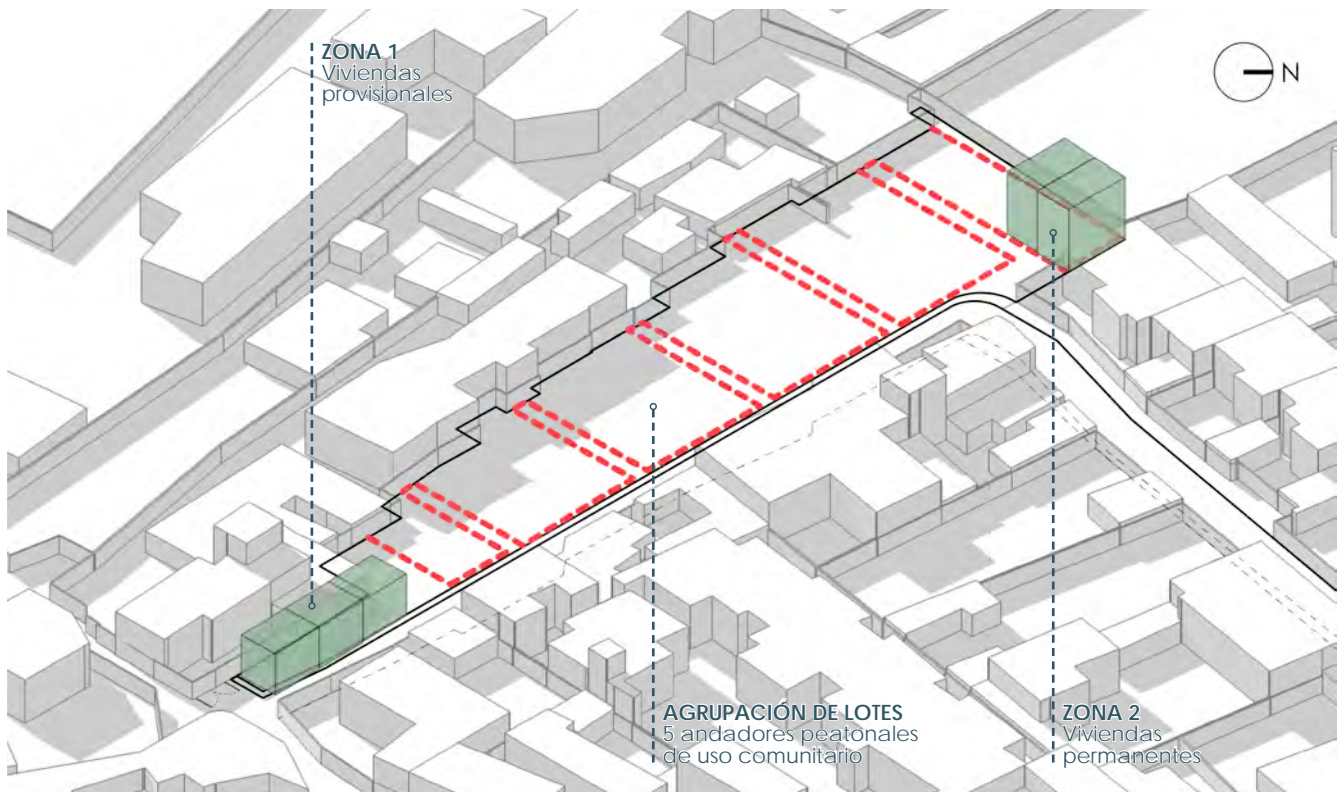 ZONA 1
Viviendas
provisionales
N
AGRUPACIÓN DE LOTES
5 andadores peatonales
de uso comunitario
ZONA 2
Viviendas
permanentes